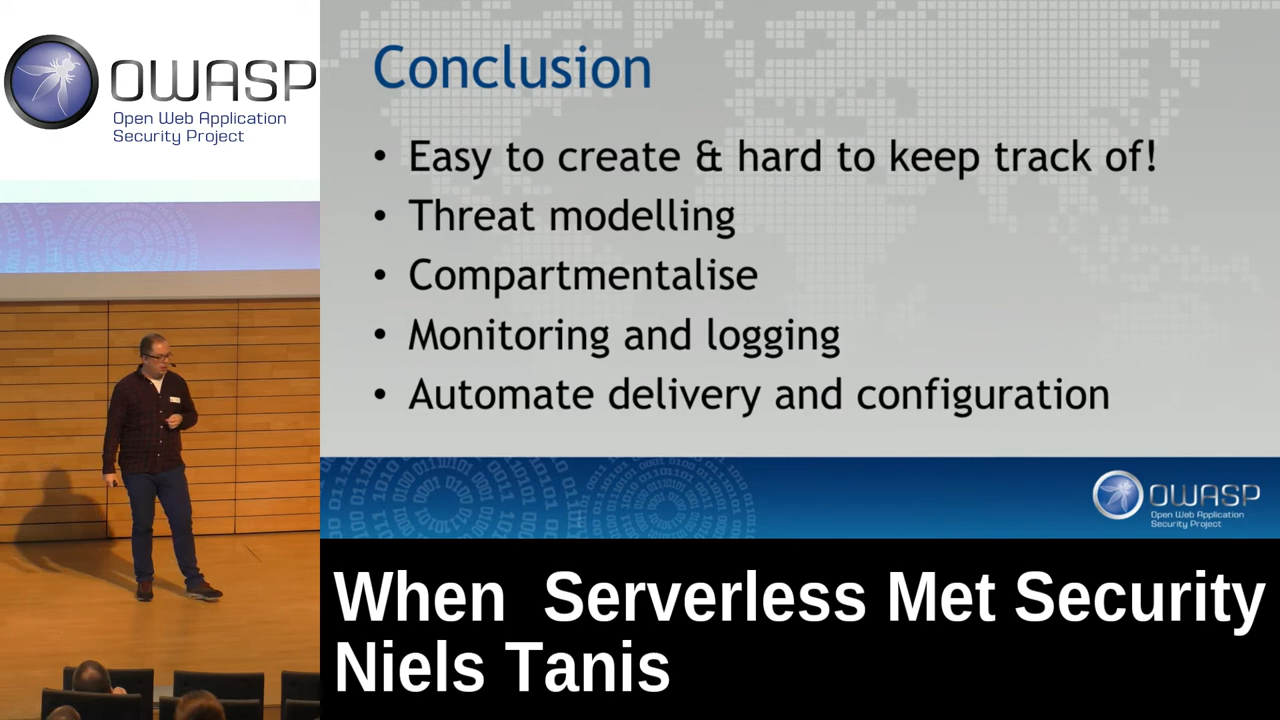 OWASP
Open Web Application
Security Project
Conclusion
• Easy to create & hard to keep track of!
• Threat modelling
• Compartmentalise
• Monitoring and logging
• Automate delivery and configuration
OWASP
Open Web Application
Security Project
When Serverless Met Security
Niels Tanis